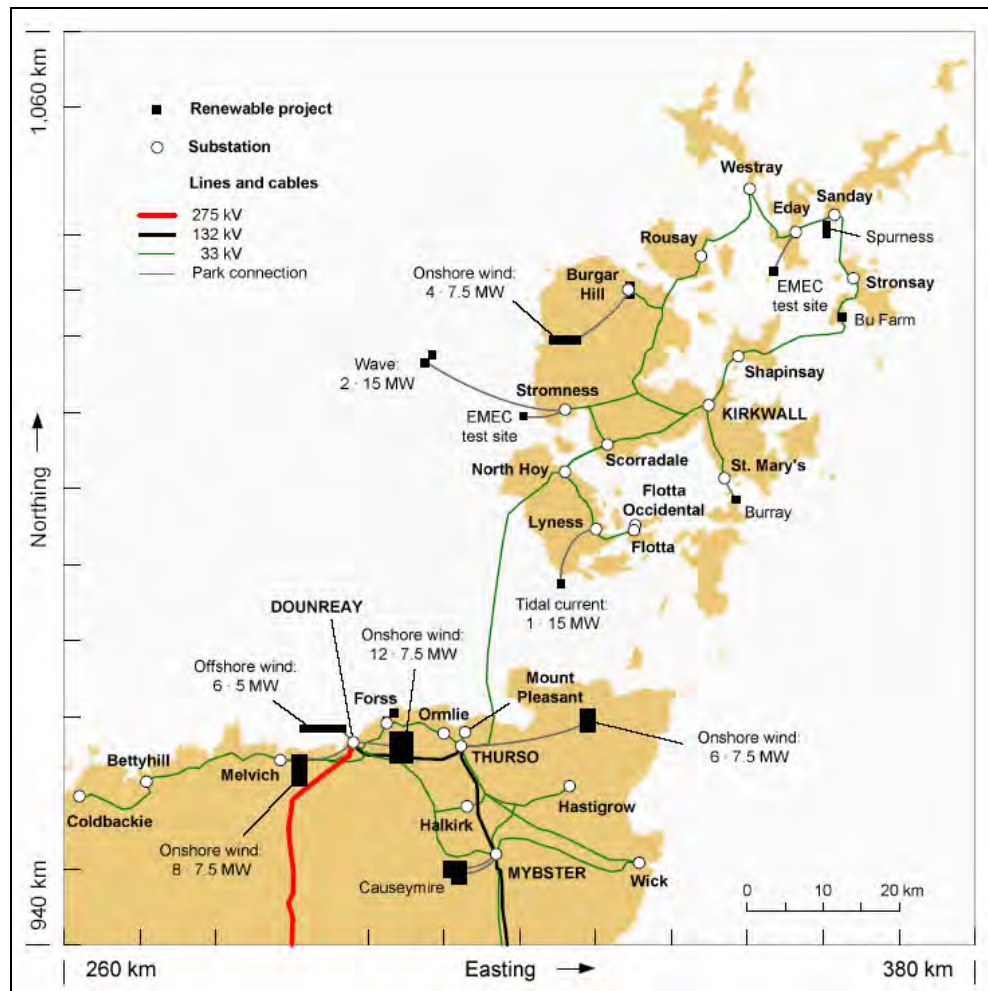 1.060 km
Renewable project
Substation
Lines and cables
275 kV
132 kV
33 kV
Park connection
Westray
Sanday
Eday
Spurness
Rousay
Onshore wind:
4 · 7.5 MW
Burgar
Hill
EMEC
test site
Stronsay
Bu Farm
Wave:
2 · 15 MW
Shapinsay
Stromness
EMEC
test site
KIRKWALL
Northing
Scorradale
St. Mary's
North Hoy
Flotta
Occidental
Burray
Lyness
Flotta
Tidal current:
1 · 15 MW
DOUNREAY
Onshore wind:
12 · 7.5 MW
Offshore wind:
6 · 5 MW
Mount
Pleasant
Forss
Ormlie
THURSO
Onshore wind:
6 · 7.5 MW
Bettyhill
Melvich
Coldbackie
Hastigrow
Halkirk
Onshore wind:
8 · 7.5 MW
MYBSTER
Wick
Causeymire
0 10 20 km
940 km
260 km
Easting
380 km